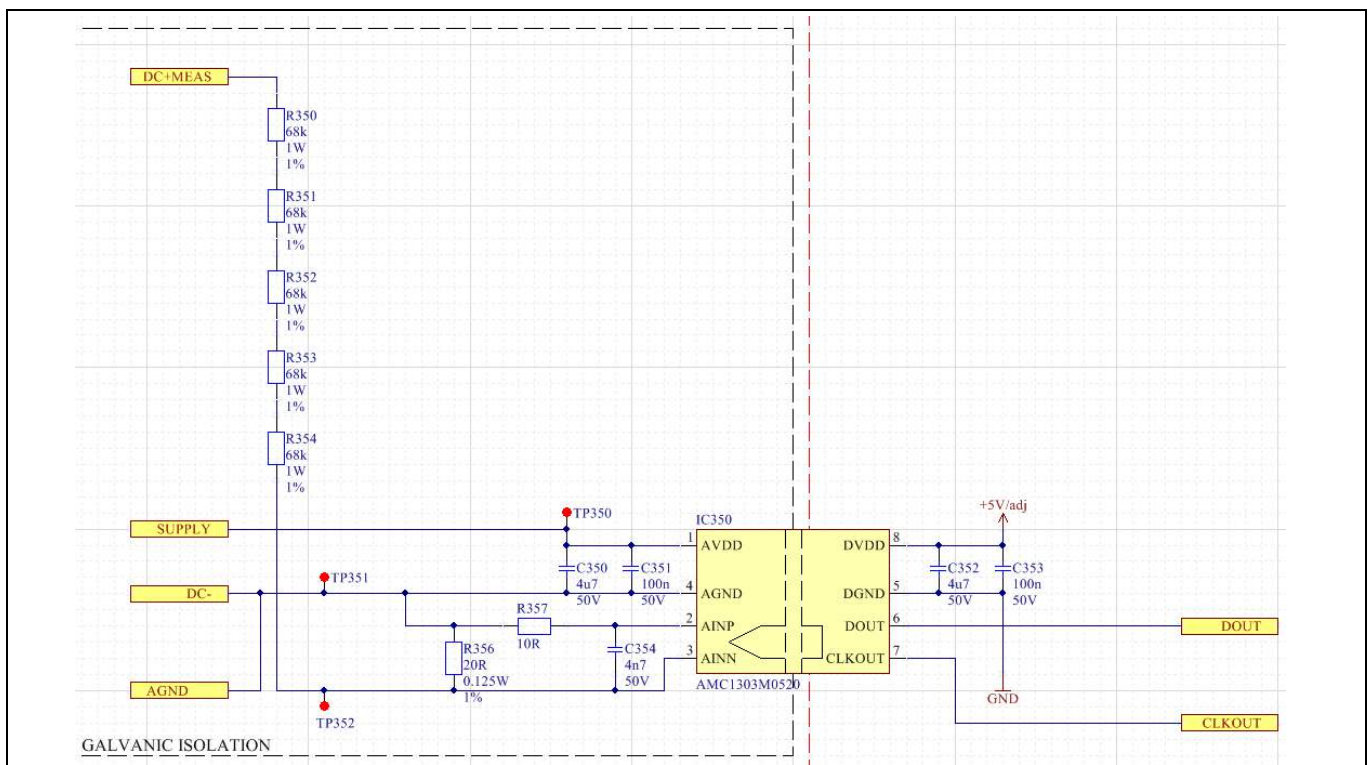 DC+MEAS
R350
68k
1W
1%
R351
68k
1W
1%
R352
68k
1W
1%
R353
68k
1W
1%
R354
68k
1W
1%
SUPPLY
TP350
IC350
+5V/adj
1
AVDD
DVDD
8
C350
4u7
50V
C351
100n
50V
C352
4u7
50V
C353
100n
50V
DC-
TP351
4
AGND
DGND
5
R357
10R
2
AINP
DOUT
6
DOUT
R356
20R
0.125W
1%
C354
4n7
50V
3
AINN
CLKOUT
7
AMC1303M0520
AGND
TP352
GND
CLKOUT
GALVANIC ISOLATION